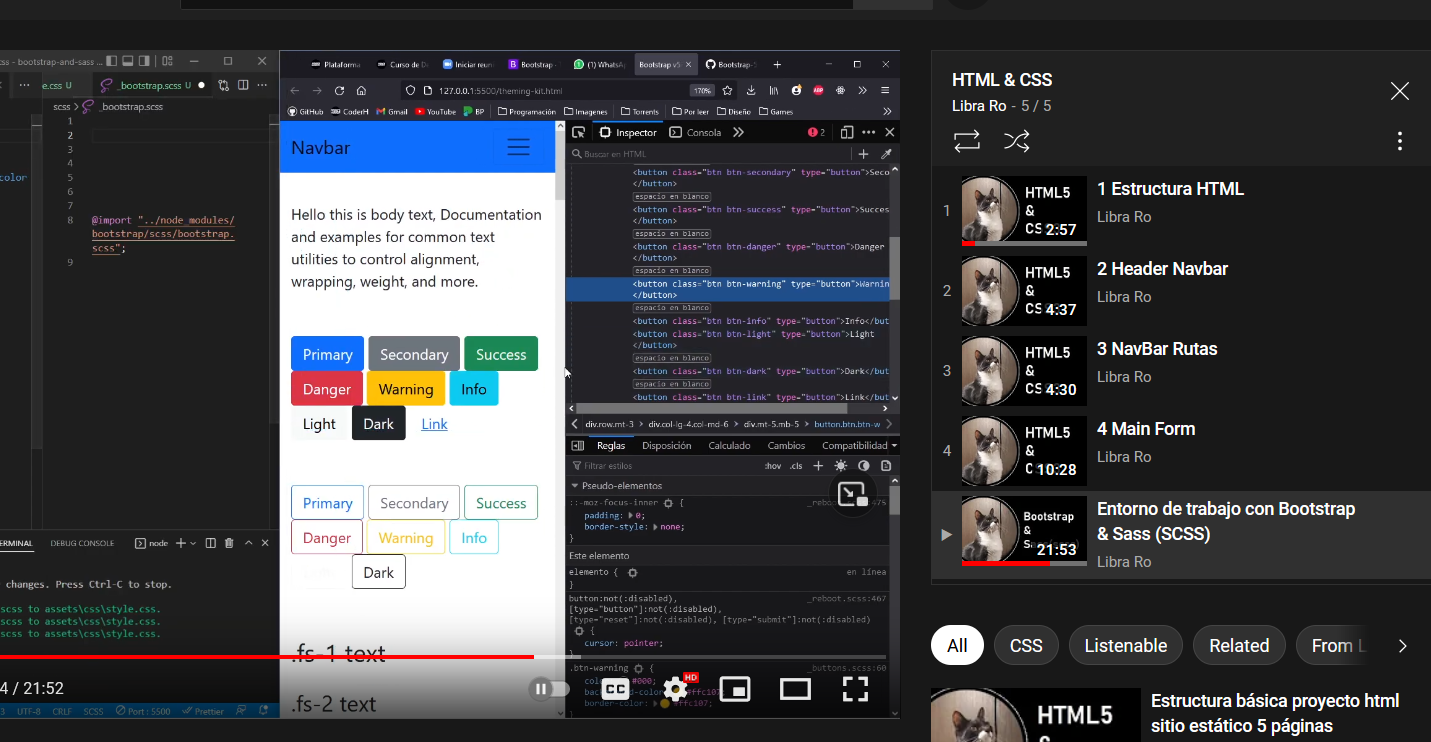 css - bootstrap-and-sass ...
e.css U
_bootstrap.scss U
scss > _bootstrap.scss
1
2
3
4
5
6
7
8
@import "../node_modules/
bootstrap/scss/bootstrap.
scss";
9
color
ERMINAL
DEBUG CONSOLE
node
changes. Press Ctrl-C to stop.
scss to assets\css\style.css.
scss to assets\css\style.css.
scss to assets\css\style.css.
4 / 21:52
UTF-8 CRLF SCSS Port : 5500 Prettier
Plataforma
Curso de De
Iniciar reun
Bootstrap
(1) WhatsA
Bootstrap v5.
Bootstrap-5
127.0.0.1:5500/theming-kit.html
170%
GitHub CoderH Gmail YouTube BP Programación Imagenes Torrents Por leer Diseño Games
Navbar
Hello this is body text, Documentation
and examples for common text
utilities to control alignment,
wrapping, weight, and more.
Primary Secondary Success
Danger Warning Info
Light Dark Link
Primary Secondary Success
Danger Warning Info
Dark
.fs-1 text
.fs-2 text
Inspector Consola 2
Buscar en HTML
<button class="btn btn-secondary" type="button">Seco
</button>
espacio en blanco
<button class="btn btn-success" type="button">Succes
</button>
espacio en blanco
<button class="btn btn-danger" type="button">Danger
</button>
espacio en blanco
<button class="btn btn-warning" type="button">Warnin
</button>
espacio en blanco
<button class="btn btn-info" type="button">Info</but
<button class="btn btn-light" type="button">Light
</button>
espacio en blanco
<button class="btn btn-dark" type="button">Dark</but
espacio en blanco
<button class="btn btn-link" type="button">Link</but
div.row.mt-3 > div.col-lg-4.col-md-6 > div.mt-5.mb-5 > button.btn.btn-w
Reglas Disposición Calculado Cambios Compatibilidad
Filtrar estilos :hov .cls
Pseudo-elementos
::-moz-focus-inner {
padding: 0;
border-style: none;
}
Este elemento
elemento { en línea
}
button:not(:disabled), _reboot.scss:467
[type="button"]:not(:disabled),
[type="reset"]:not(:disabled), [type="submit"]:not(:disabled)
{
cursor: pointer;
}
.btn-warning { buttons.scss:60
#000;
#ffc107;
border-color: #ffc107;
CC
HD
HTML & CSS
Libra Ro - 5 / 5
1
HTML5
&
CS
2:57
1 Estructura HTML
Libra Ro
2
HTML5
&
CS
4:37
2 Header Navbar
Libra Ro
3
HTML5
&
CS
4:30
3 NavBar Rutas
Libra Ro
4
HTML5
&
C
10:28
4 Main Form
Libra Ro
Bootstrap
&
21:53
Entorno de trabajo con Bootstrap
& Sass (SCSS)
Libra Ro
All CSS Listenable Related From L
HTML5
Estructura básica proyecto html
sitio estático 5 páginas